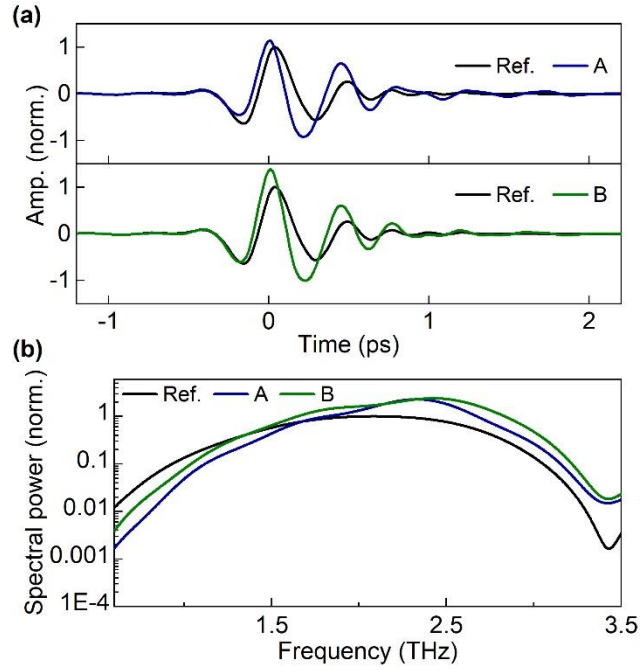 (a)
1
0
-1
Ref. A
1
0
-1
Ref. B
Amp. (norm.)
-1 0 1 2
Time (ps)
(b)
Ref. A B
1
0.1
0.01
0.001
1E-4
Spectral power (norm.)
1.5 2.5 3.5
Frequency (THz)